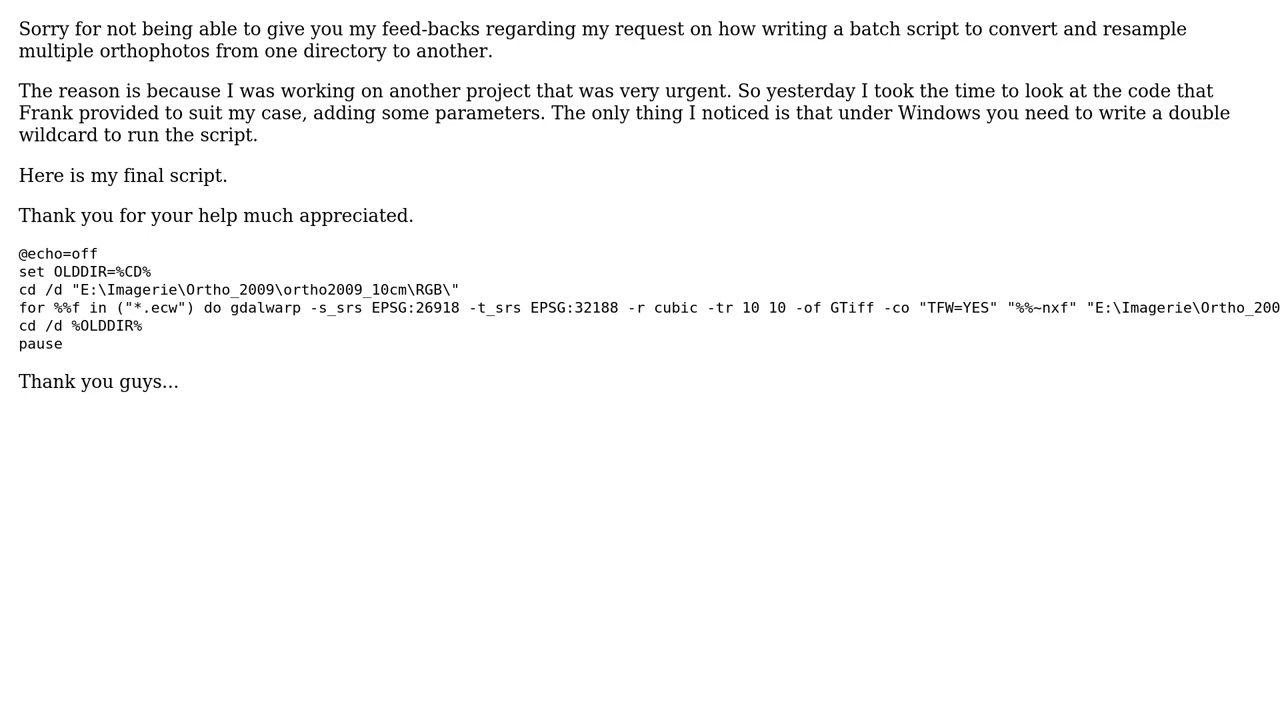 Sorry for not being able to give you my feed-backs regarding my request on how writing a batch script to convert and resample
multiple orthophotos from one directory to another.
The reason is because I was working on another project that was very urgent. So yesterday I took the time to look at the code that
Frank provided to suit my case, adding some parameters. The only thing I noticed is that under Windows you need to write a double
wildcard to run the script.
Here is my final script.
Thank you for your help much appreciated.
@echo=off
set OLDDIR=%CD%
cd /d "E:\Imagerie\Ortho_2009\ortho2009_10cm\RGB\"
for %%f in ("*.ecw") do gdalwarp -s_srs EPSG:26918 -t_srs EPSG:32188 -r cubic -tr 10 10 -of GTiff -co "TFW=YES" "%%~nxf" "E:\Imagerie\Ortho_200
cd /d %OLDDIR%
pause
Thank you guys...